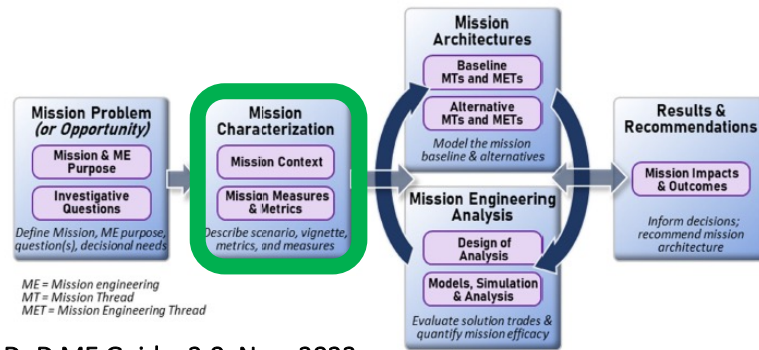 Mission Problem
(or Opportunity)
Mission & ME
Purpose
Investigative
Questions
Define Mission, ME purpose,
question(s), decisional needs
Mission
Characterization
Mission Context
Mission Measures
& Metrics
Describe scenario, vignette,
metrics, and measures
Mission
Architectures
Baseline
MTs and METs
Alternative
MTs and METs
Model the mission
baseline & alternatives
Mission Engineering
Analysis
Design of
Analysis
Models, Simulation
& Analysis
Evaluate solution trades &
quantify mission efficacy
Results &
Recommendations
Mission Impacts
& Outcomes
Inform decisions;
recommend mission
architecture
ME = Mission engineering
MT = Mission Thread
MET = Mission Engineering Thread